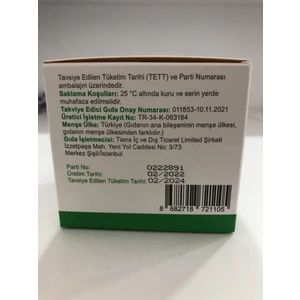 Tavsiye Edilen Tüketim Tarihi (TETT) ve Parti Numarası
ambalajın üzerindedir.
Saklama Koşulları: 25 °C altında kuru ve serin yerde
muhafaza edilmelidir.
Takviye Edici Gıda Onay Numarası: 011853-10.11.2021
Üretici İşletme Kayıt No: TR-34-K-063184
Menşe Ülke: Türkiye (Gıdanın ana bileşeninin menşe ülkesi,
gıdanın menşe ülkesinden farklıdır.)
Gıda İşletmecisi: Tiens İç ve Dış Ticaret Limited Şirketi
İzzetpaşa Mah. Yeni Yol Caddesi No: 3/73
Merkez Şişli/İstanbul
Parti No: 0222891
Üretim Tarihi: 02/2022
Tavsiye Edilen Tüketim Tarihi: 02/2024
8 682718 721105